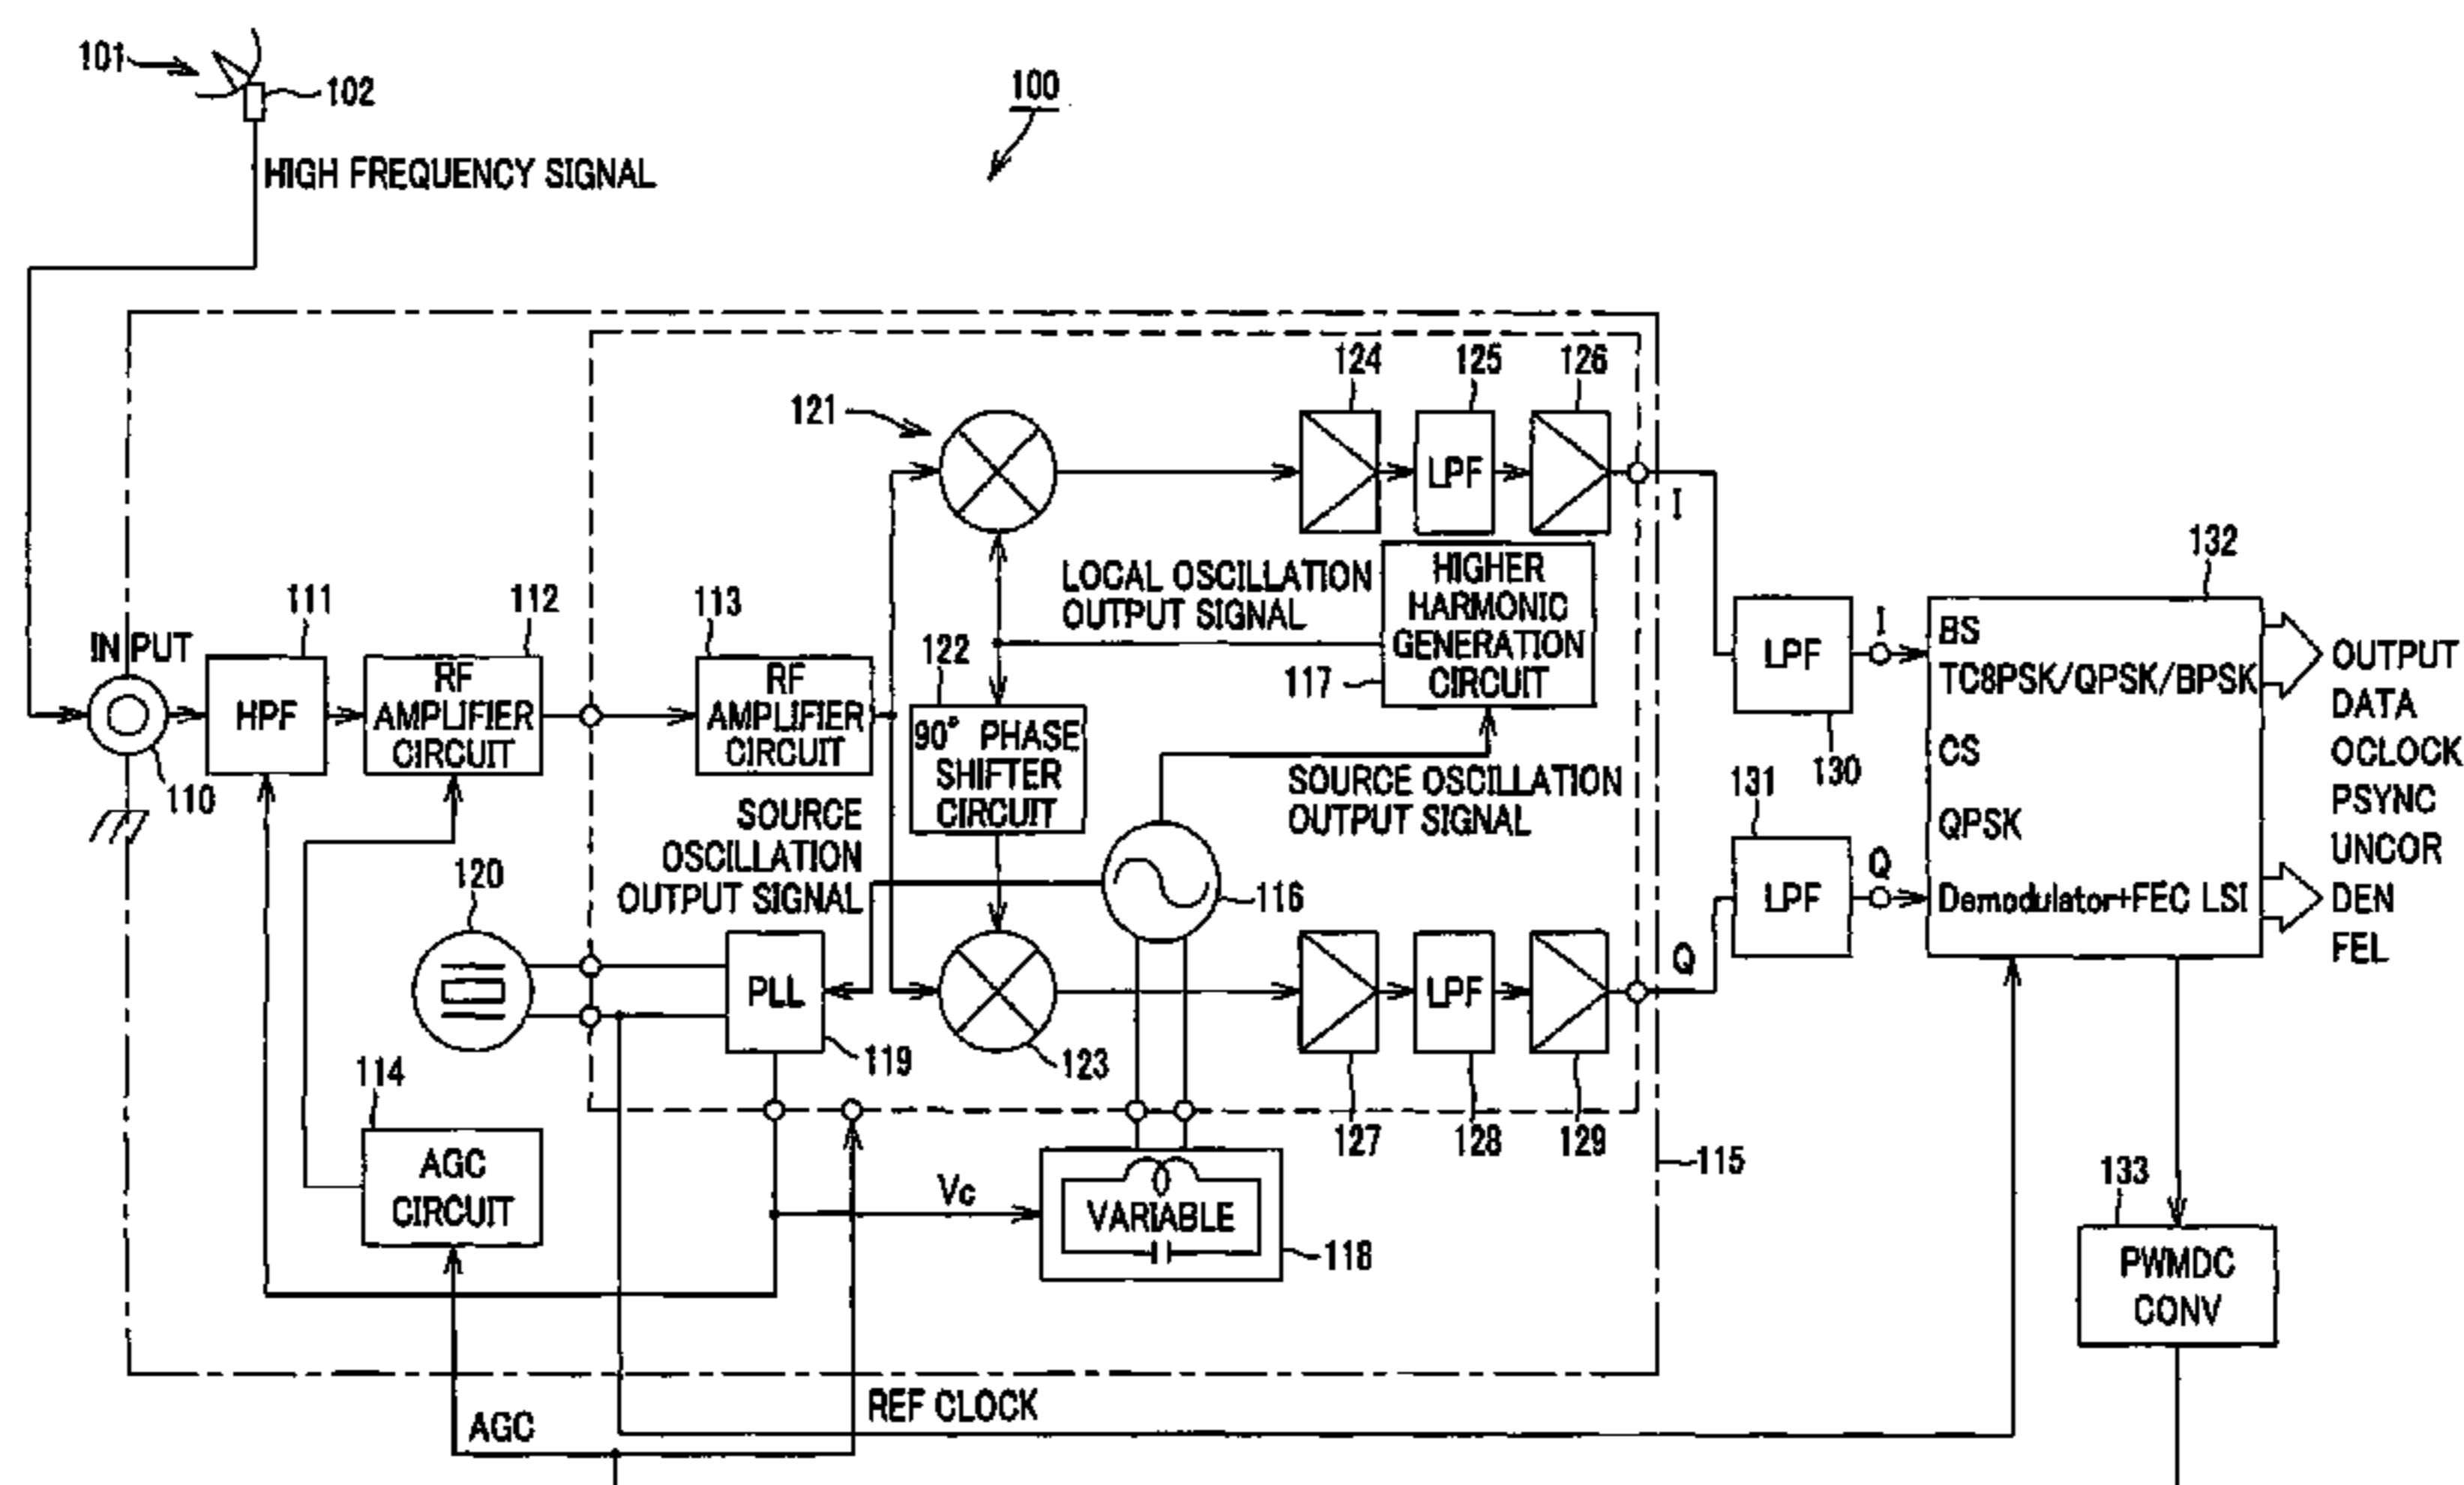 101
102
100
HIGH FREQUENCY SIGNAL
124
125
126
121
LPF
I
132
LOCAL OSCILLATION
OUTPUT SIGNAL
HIGHER
HARMONIC
GENERATION
CIRCUIT
117
INPUT
110
111
HPF
112
RF
AMPLIFIER
CIRCUIT
113
RF
AMPLIFIER
CIRCUIT
122
90° PHASE
SHIFTER
CIRCUIT
LPF
130
I
BS
TC8PSK/QPSK/BPSK
CS
QPSK
Demodulator+FEC LSI
OUTPUT
DATA
OCLOCK
PSYNC
UNCOR
DEN
FEL
SOURCE
OSCILLATION
OUTPUT SIGNAL
SOURCE OSCILLATION
OUTPUT SIGNAL
131
LPF
Q
120
116
PLL
119
123
LPF
Q
127
128
129
115
114
AGC
CIRCUIT
Vc
VARIABLE
118
133
PWMDC
CONV
REF CLOCK
AGC